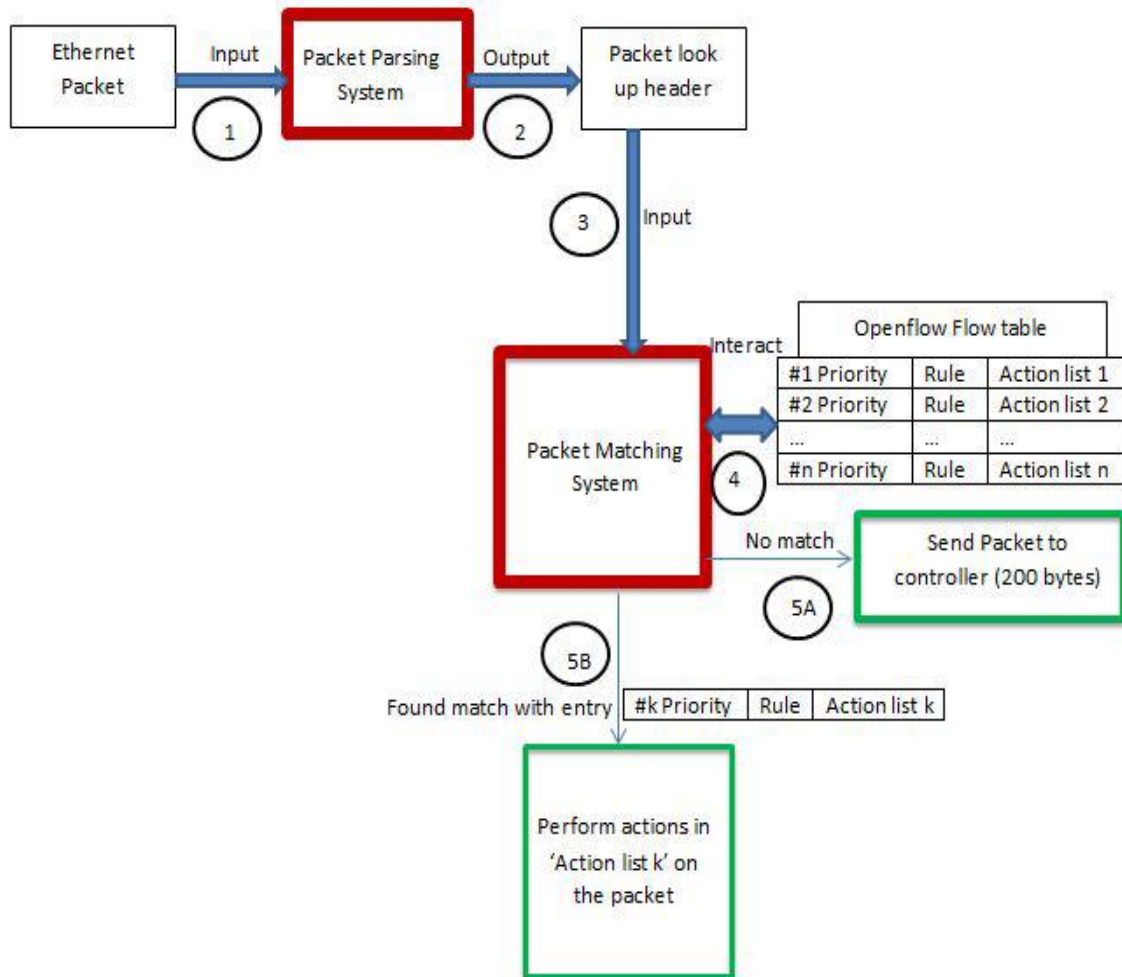 Ethernet
Packet
Input
1
Packet Parsing
System
Output
2
Packet look
up header
3
Input
Interact
Openflow Flow table
#1 Priority Rule Action list 1
#2 Priority Rule Action list 2
... ... ...
#n Priority Rule Action list n
Packet Matching
System
4
No match
5A
Send Packet to
controller (200 bytes)
5B
Found match with entry
#k Priority Rule Action list k
Perform actions in
‘Action list k’ on
the packet